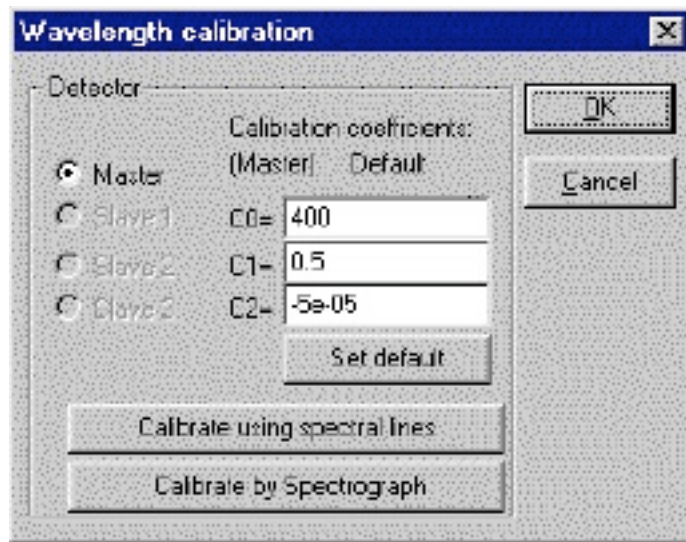 Wavelength calibration
Detector
OK
Calibration coefficients:
Master
(Master) Default
Cancel
Slave 1
C0= 400
Slave 2
C1= 0.5
Slave
C2= -5e-05
Set default
Calibrate using spectral lines
Calibrate by Spectrograph